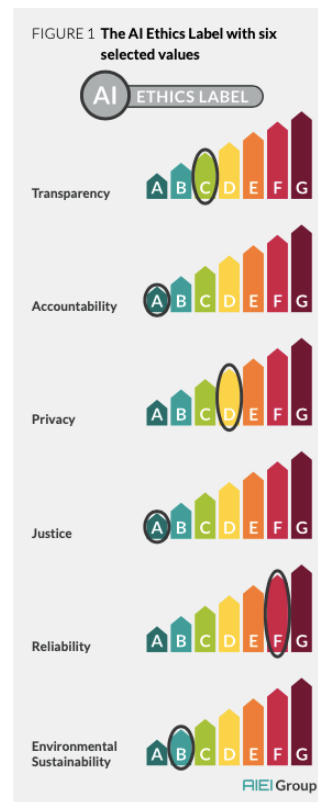 FIGURE 1 The AI Ethics Label with six
selected values
AI ETHICS LABEL
Transparency A B C D E F G
Accountability A B C D E F G
Privacy A B C D E F G
Justice A B C D E F G
Reliability A B C D E F G
Environmental
Sustainability A B C D E F G
AIEI Group